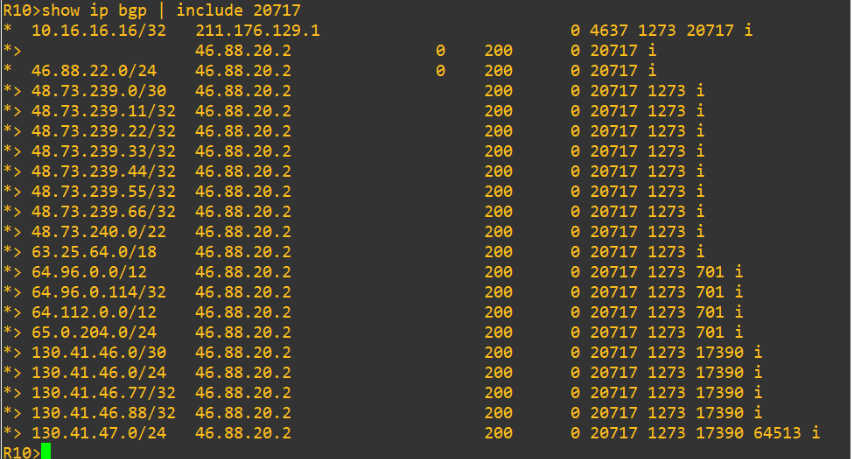 R10>show ip bgp | include 20717
*  10.16.16.16/32   211.176.129.1                          0 4637 1273 20717 i
*>                  46.88.20.2               0    200      0 20717 i
*  46.88.22.0/24    46.88.20.2               0    200      0 20717 i
*> 48.73.239.0/30   46.88.20.2                    200      0 20717 1273 i
*> 48.73.239.11/32  46.88.20.2                    200      0 20717 1273 i
*> 48.73.239.22/32  46.88.20.2                    200      0 20717 1273 i
*> 48.73.239.33/32  46.88.20.2                    200      0 20717 1273 i
*> 48.73.239.44/32  46.88.20.2                    200      0 20717 1273 i
*> 48.73.239.55/32  46.88.20.2                    200      0 20717 1273 i
*> 48.73.239.66/32  46.88.20.2                    200      0 20717 1273 i
*> 48.73.240.0/22   46.88.20.2                    200      0 20717 1273 i
*> 63.25.64.0/18    46.88.20.2                    200      0 20717 1273 i
*> 64.96.0.0/12     46.88.20.2                    200      0 20717 1273 701 i
*> 64.96.0.114/32   46.88.20.2                    200      0 20717 1273 701 i
*> 64.112.0.0/12    46.88.20.2                    200      0 20717 1273 701 i
*> 65.0.204.0/24    46.88.20.2                    200      0 20717 1273 701 i
*> 130.41.46.0/30   46.88.20.2                    200      0 20717 1273 17390 i
*> 130.41.46.0/24   46.88.20.2                    200      0 20717 1273 17390 i
*> 130.41.46.77/32  46.88.20.2                    200      0 20717 1273 17390 i
*> 130.41.46.88/32  46.88.20.2                    200      0 20717 1273 17390 i
*> 130.41.47.0/24   46.88.20.2                    200      0 20717 1273 17390 64513 i
R10>